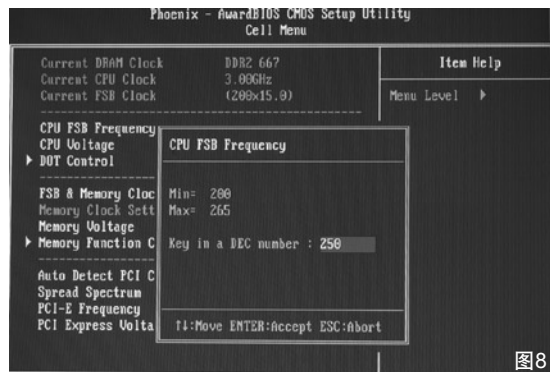 Phoenix - AwardBIOS CMOS Setup Utility
Cell Menu
Current DRAM Clock DDR2 667
Current CPU Clock 3.00GHz
Current FSB Clock (200x15.0)
Item Help
Menu Level ▶
CPU FSB Frequency
CPU Voltage
▶ DOT Control
FSB & Memory Cloc
Memory Clock Sett
Memory Voltage
▶ Memory Function C
Auto Detect PCI C
Spread Spectrum
PCI-E Frequency
PCI Express Volta
CPU FSB Frequency
Min= 200
Max= 265
Key in a DEC number : 250
↑↓:Move ENTER:Accept ESC:Abort
图8